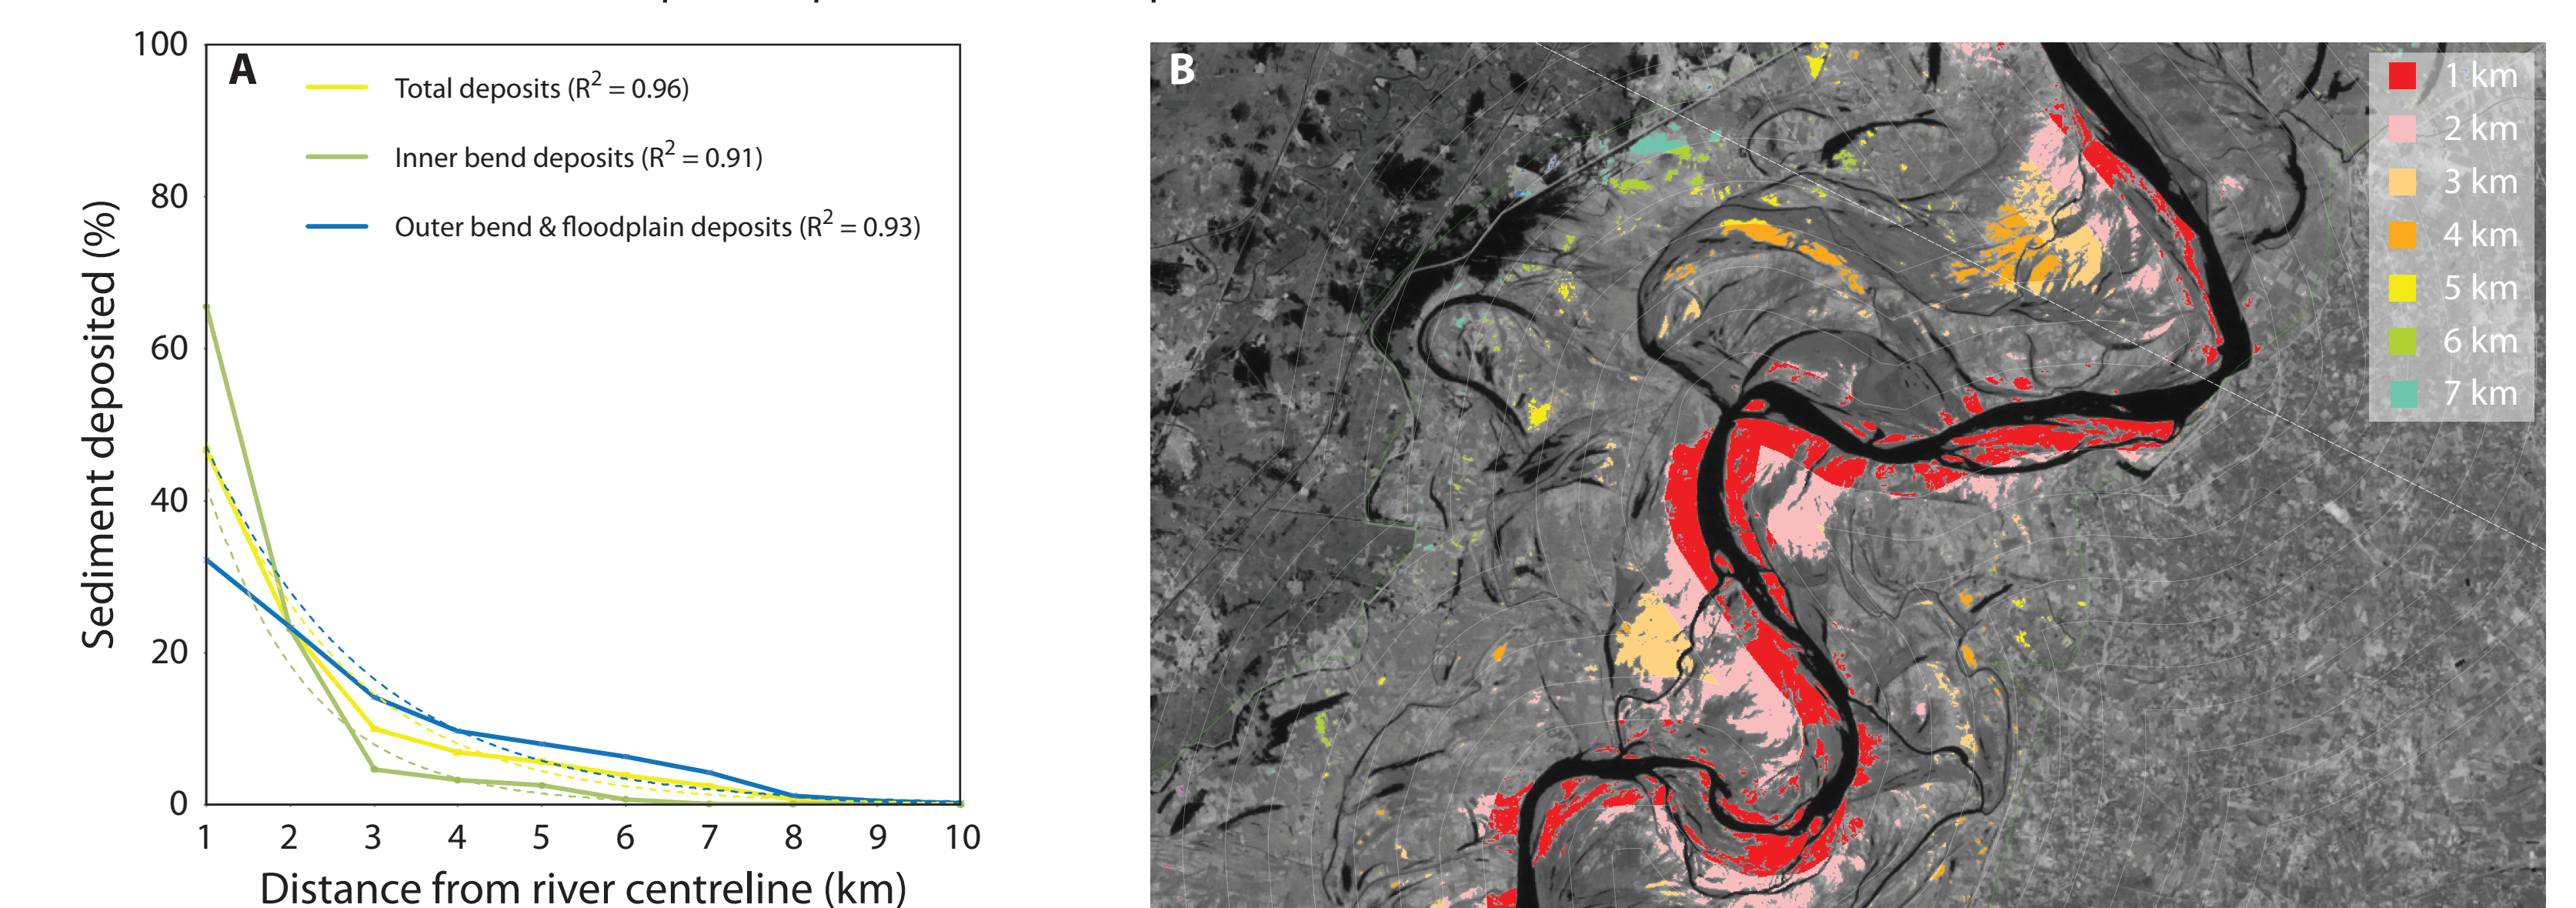 A
Total deposits (R2 = 0.96)
Inner bend deposits (R2 = 0.91)
Outer bend & floodplain deposits (R2 = 0.93)
Sediment deposited (%)
100
80
60
40
20
0
1 2 3 4 5 6 7 8 9 10
Distance from river centreline (km)
B
1 km
2 km
3 km
4 km
5 km
6 km
7 km